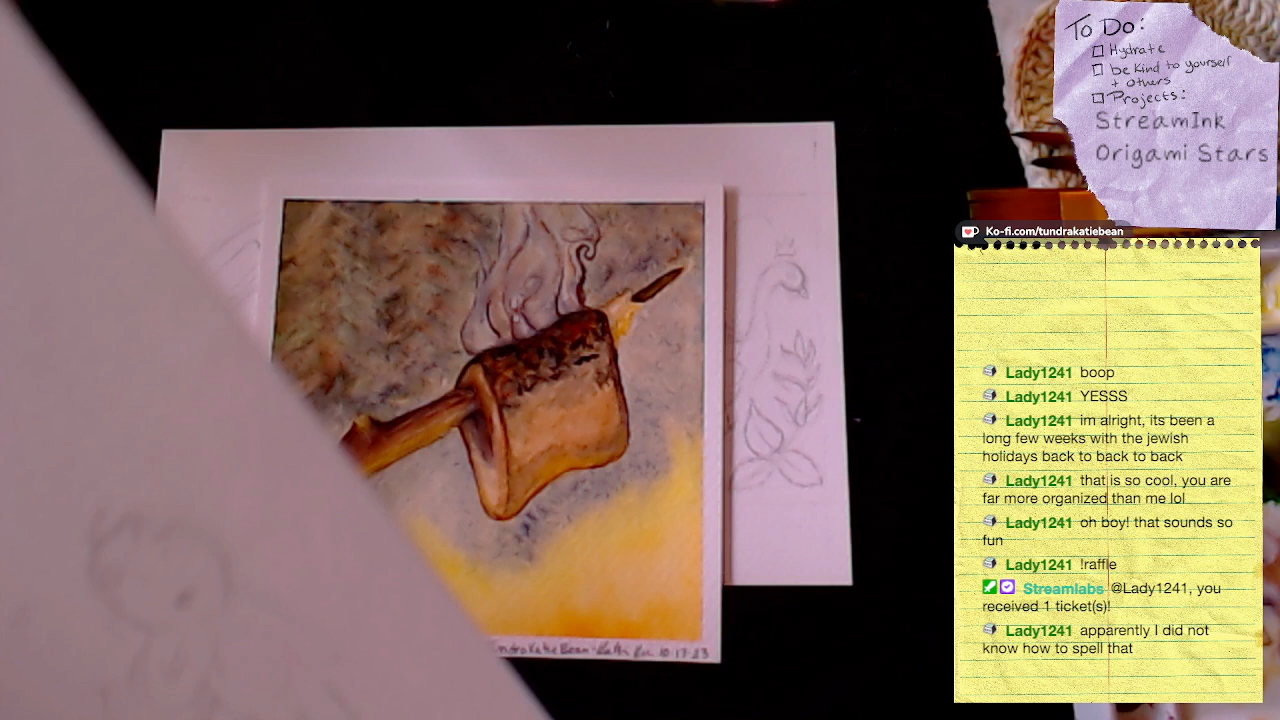 To Do:
Hydrate
be kind to yourself
+ others
Projects:
StreamInk
Origami Stars
Ko-fi.com/tundrakatiebean
Lady1241 boop
Lady1241 YESSS
Lady1241 im alright, its been a
long few weeks with the jewish
holidays back to back to back
Lady1241 that is so cool, you are
far more organized than me lol
Lady1241 oh boy! that sounds so
fun
Lady1241 !raffle
Streamlabs @Lady1241, you
received 1 ticket(s)!
Lady1241 apparently I did not
know how to spell that
10-17-23